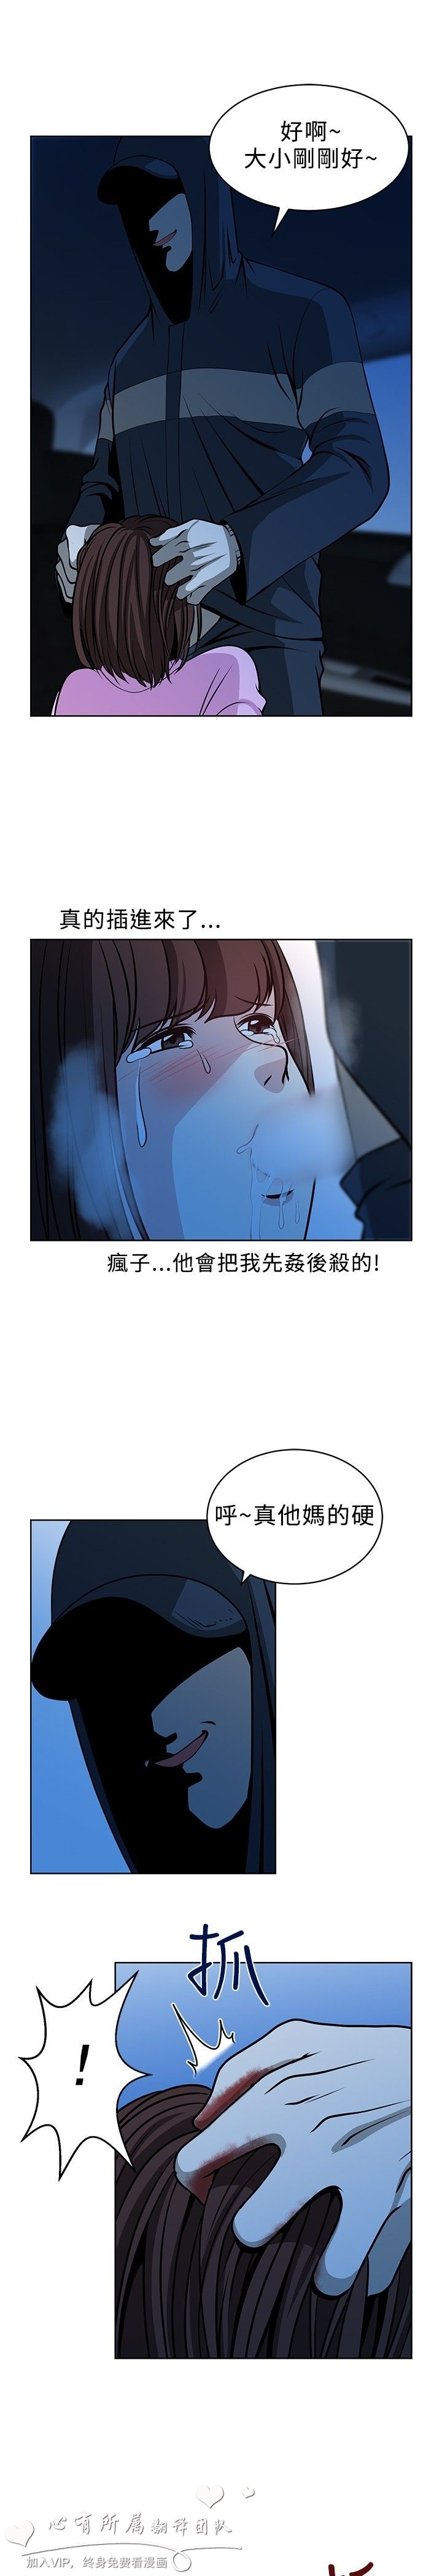 好啊~
大小剛剛好~
真的插進來了...
瘋子...他會把我先姦後殺的!
呼~真他媽的硬
抓
!
心有所属翻译团队
加入VIP，终身免费看漫画